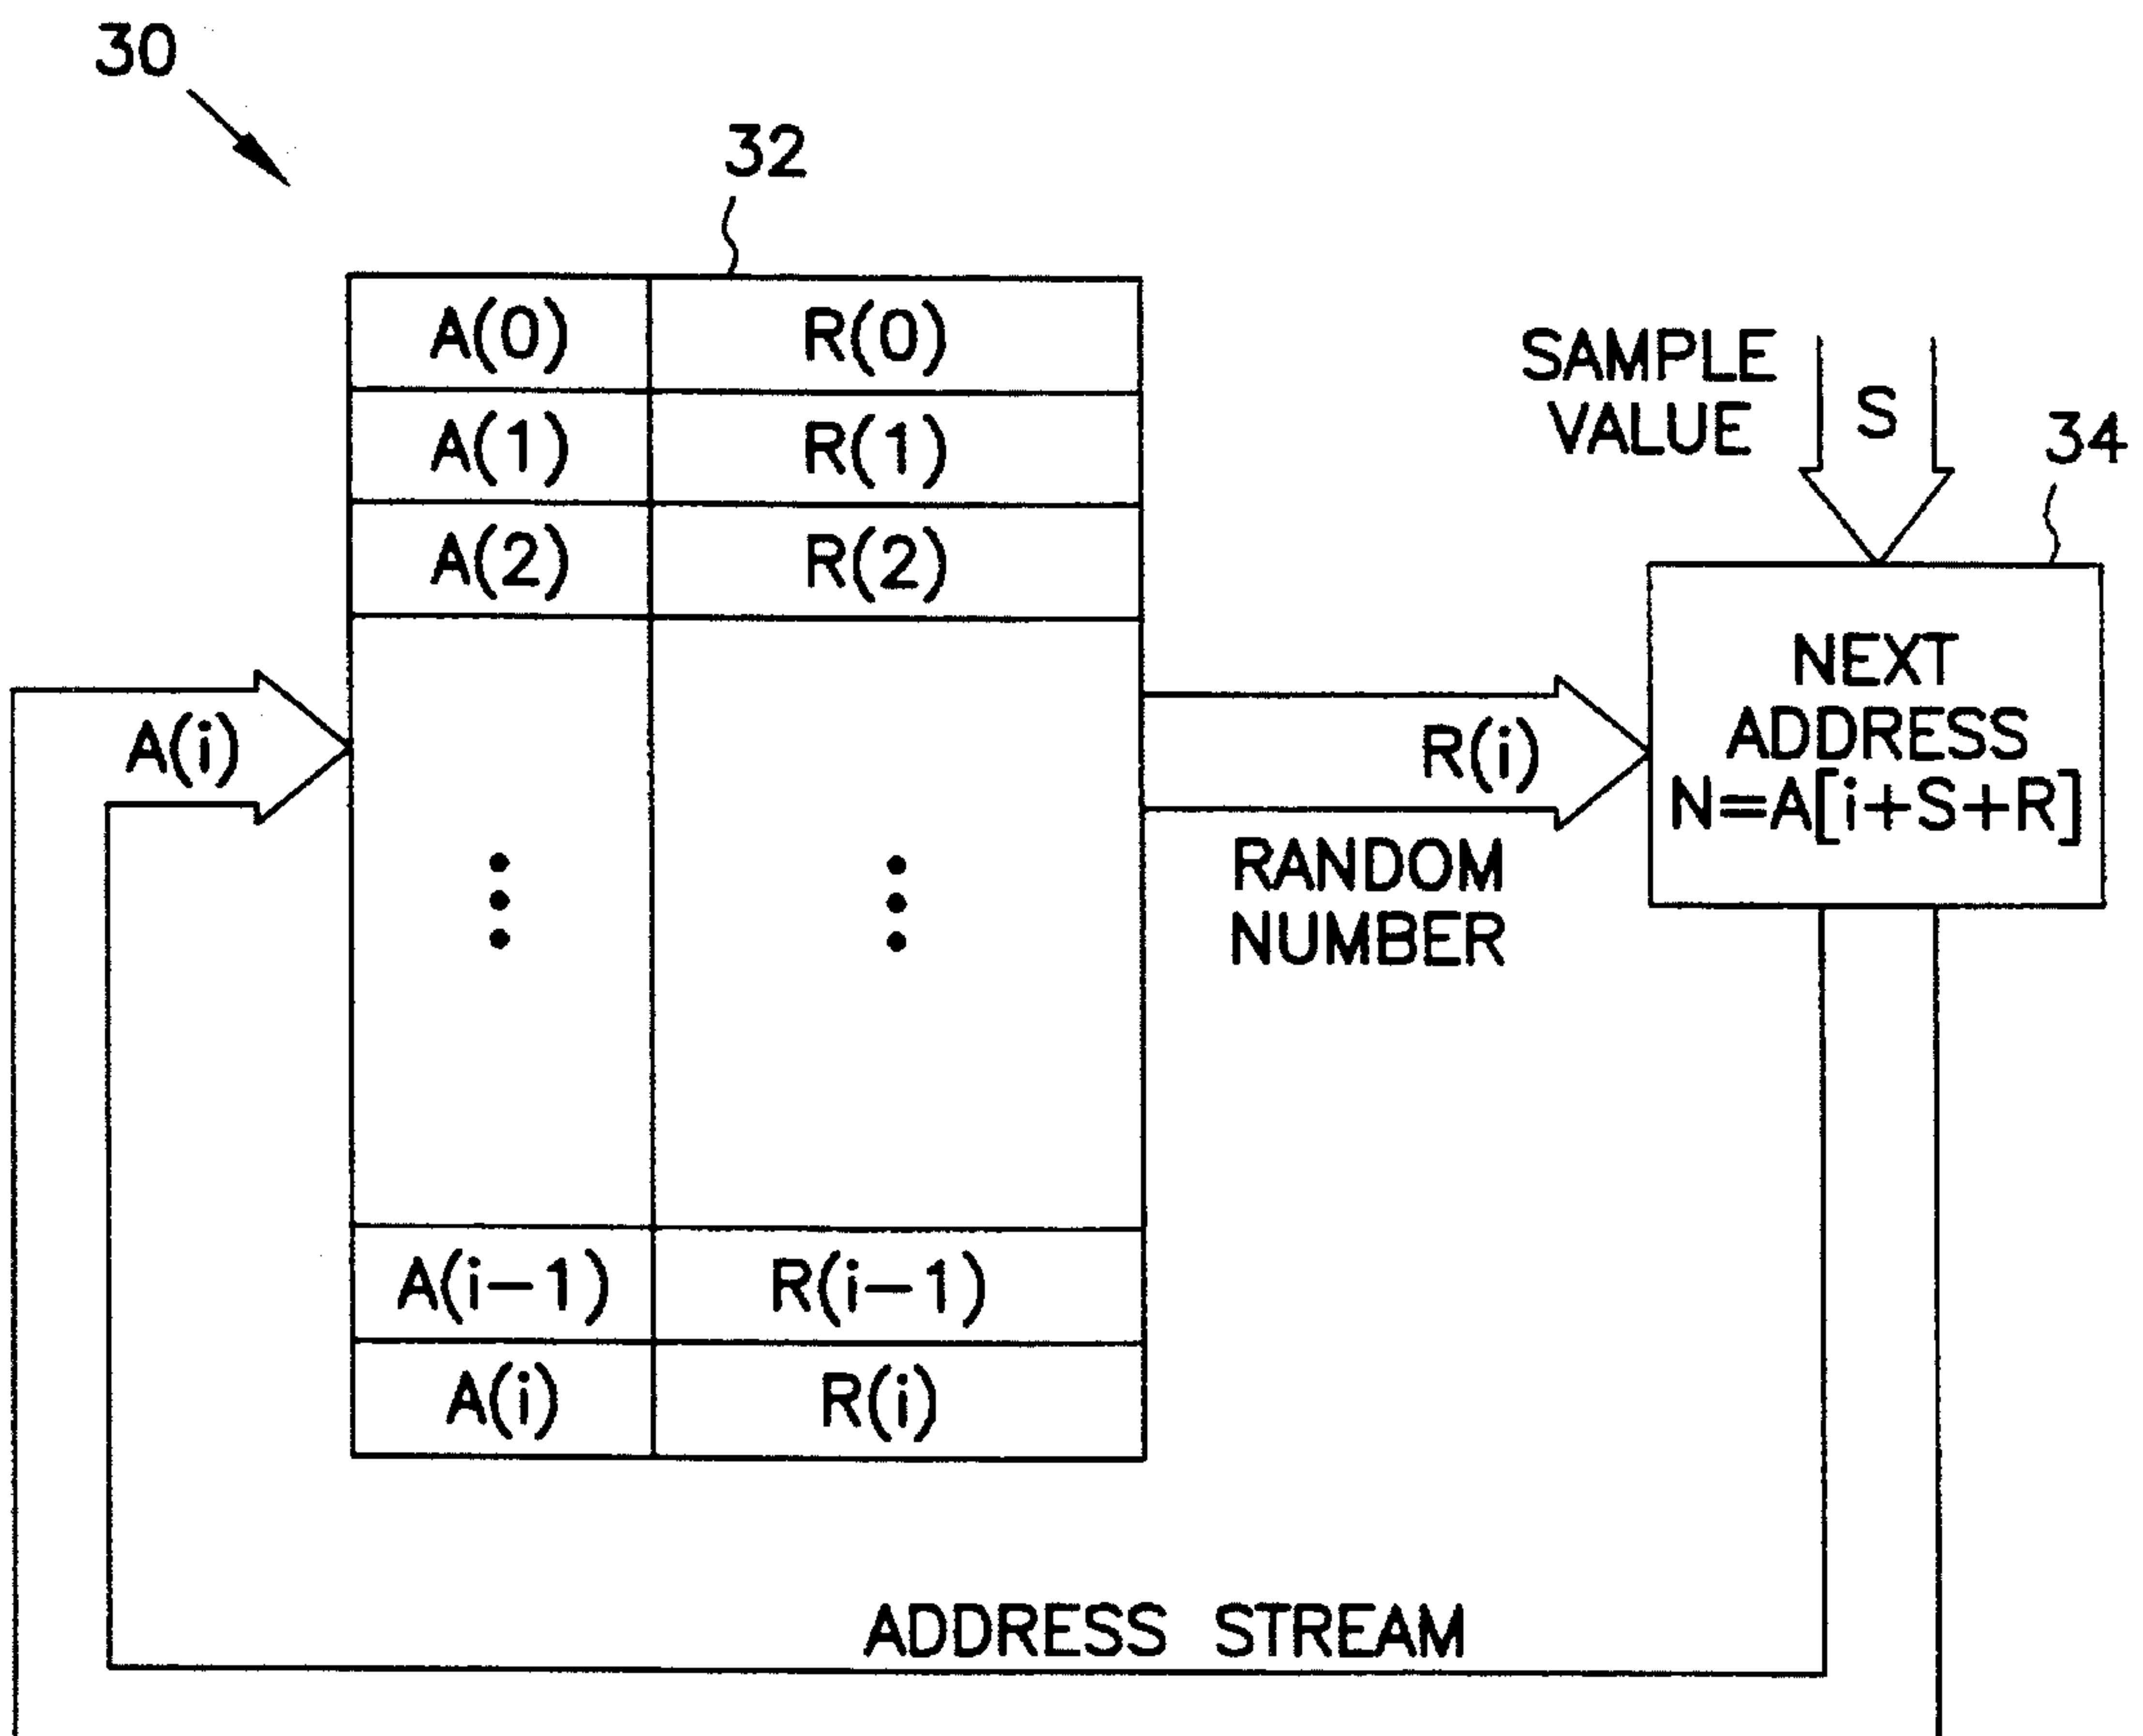 30
32
A(0) R(0)
A(1) R(1)
A(2) R(2)
SAMPLE
VALUE
S
34
NEXT
ADDRESS
N=A[i+S+R]
A(i)
R(i)
RANDOM
NUMBER
A(i-1) R(i-1)
A(i) R(i)
ADDRESS STREAM